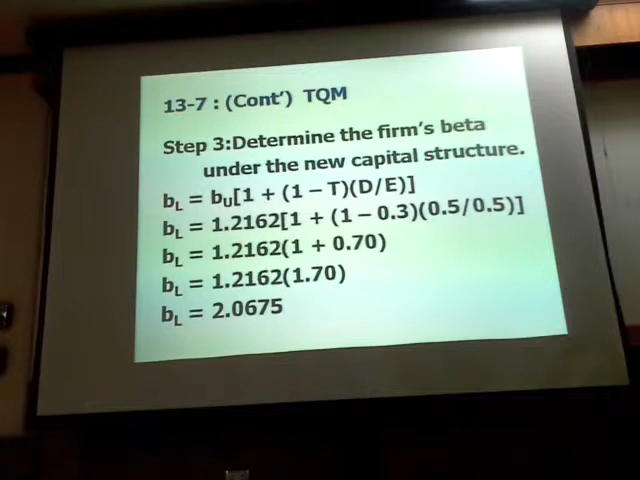 13-7 : (Cont') TQM
Step 3:Determine the firm's beta
under the new capital structure.
bL = bU[1 + (1 – T)(D/E)]
bL = 1.2162[1 + (1 – 0.3)(0.5/0.5)]
bL = 1.2162(1 + 0.70)
bL = 1.2162(1.70)
bL = 2.0675